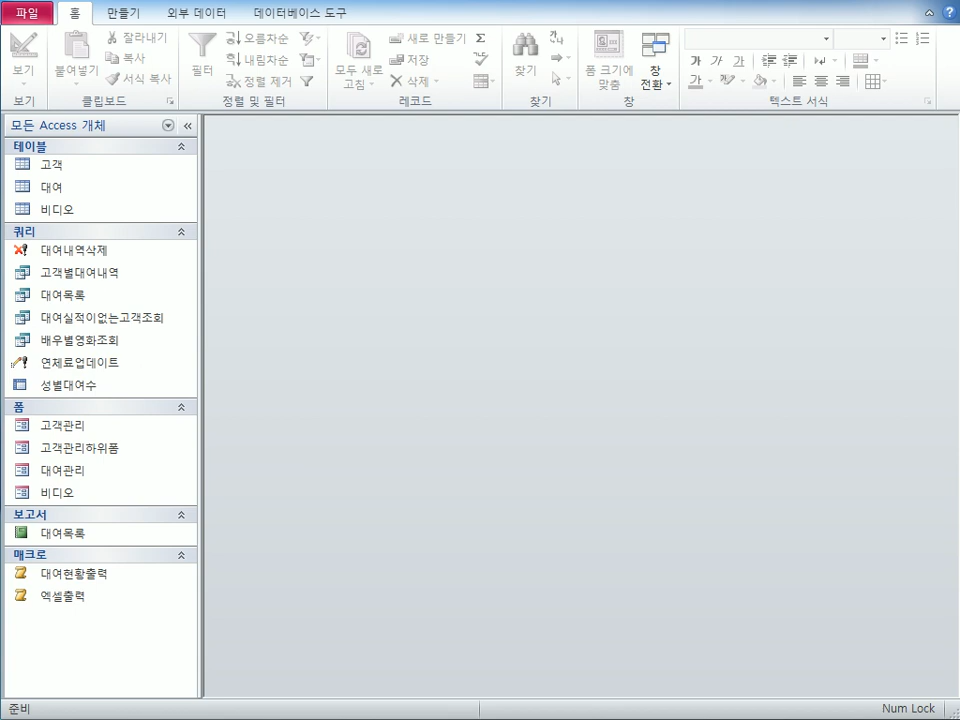 파일 홈 만들기 외부 데이터 데이터베이스 도구
보기 붙여넣기 잘라내기 복사 서식 복사 필터 오름차순 내림차순 정렬 제거 모두 새로 고침 새로 만들기 저장 삭제 찾기 폼 크기에 맞춤 창 전환 가 가 가 가
보기 클립보드 정렬 및 필터 레코드 찾기 창 텍스트 서식
모든 Access 개체
테이블
고객
대여
비디오
쿼리
대여내역삭제
고객별대여내역
대여목록
대여실적이없는고객조회
배우별영화조회
연체료업데이트
성별대여수
폼
고객관리
고객관리하위폼
대여관리
비디오
보고서
대여목록
매크로
대여현황출력
엑셀출력
준비 Num Lock